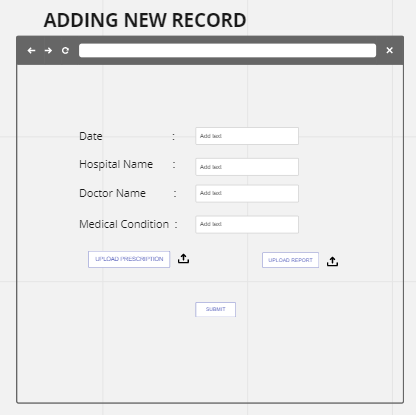 ADDING NEW RECORD
Date : Add text
Hospital Name : Add text
Doctor Name : Add text
Medical Condition : Add text
UPLOAD PRESCRIPTION UPLOAD REPORT
SUBMIT